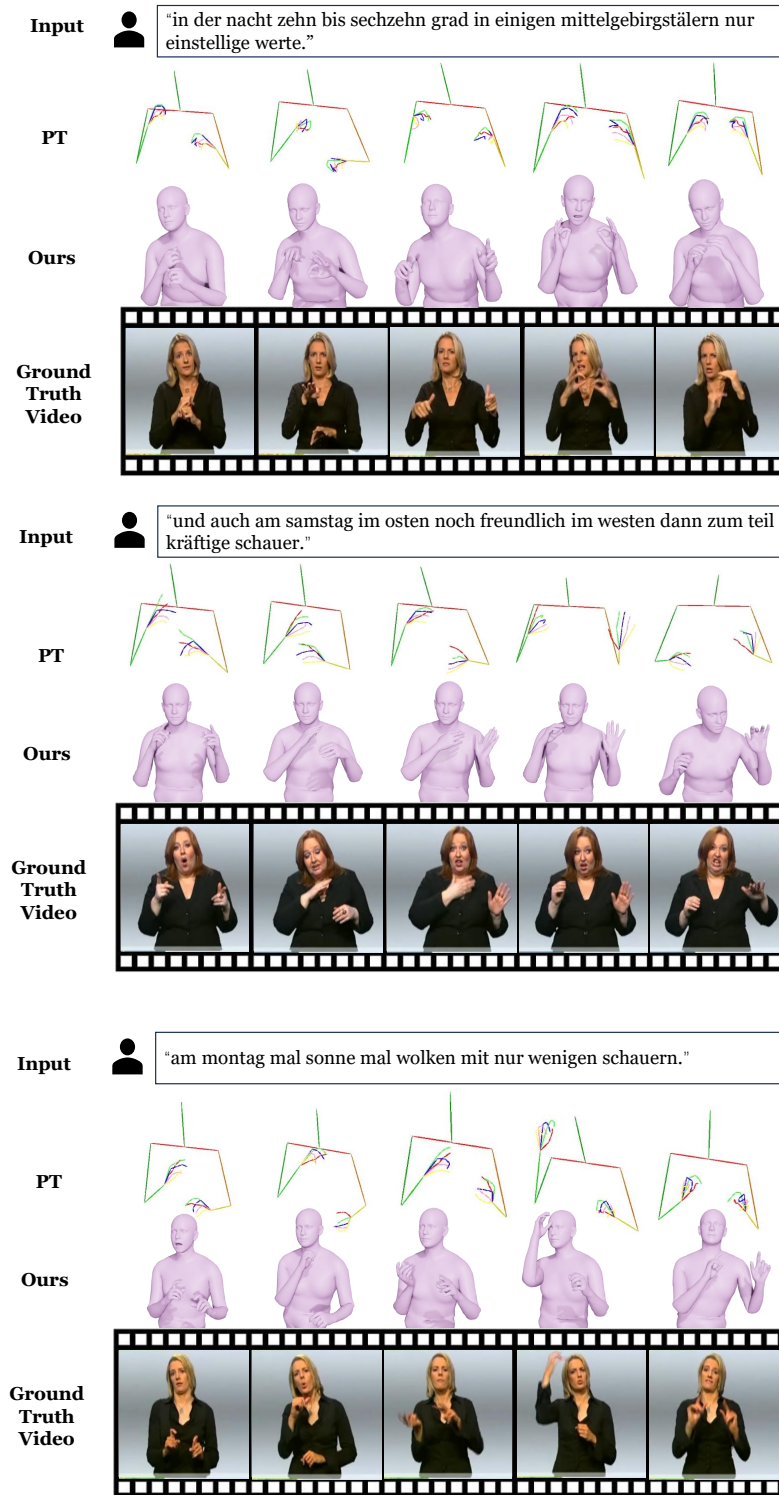 Input
“in der nacht zehn bis sechzehn grad in einigen mittelgebirgstälern nur
einstellige werte.”
PT
Ours
Ground
Truth
Video
Input
“und auch am samstag im osten noch freundlich im westen dann zum teil
kräftige schauer.”
PT
Ours
Ground
Truth
Video
Input
“am montag mal sonne mal wolken mit nur wenigen schauern.”
PT
Ours
Ground
Truth
Video